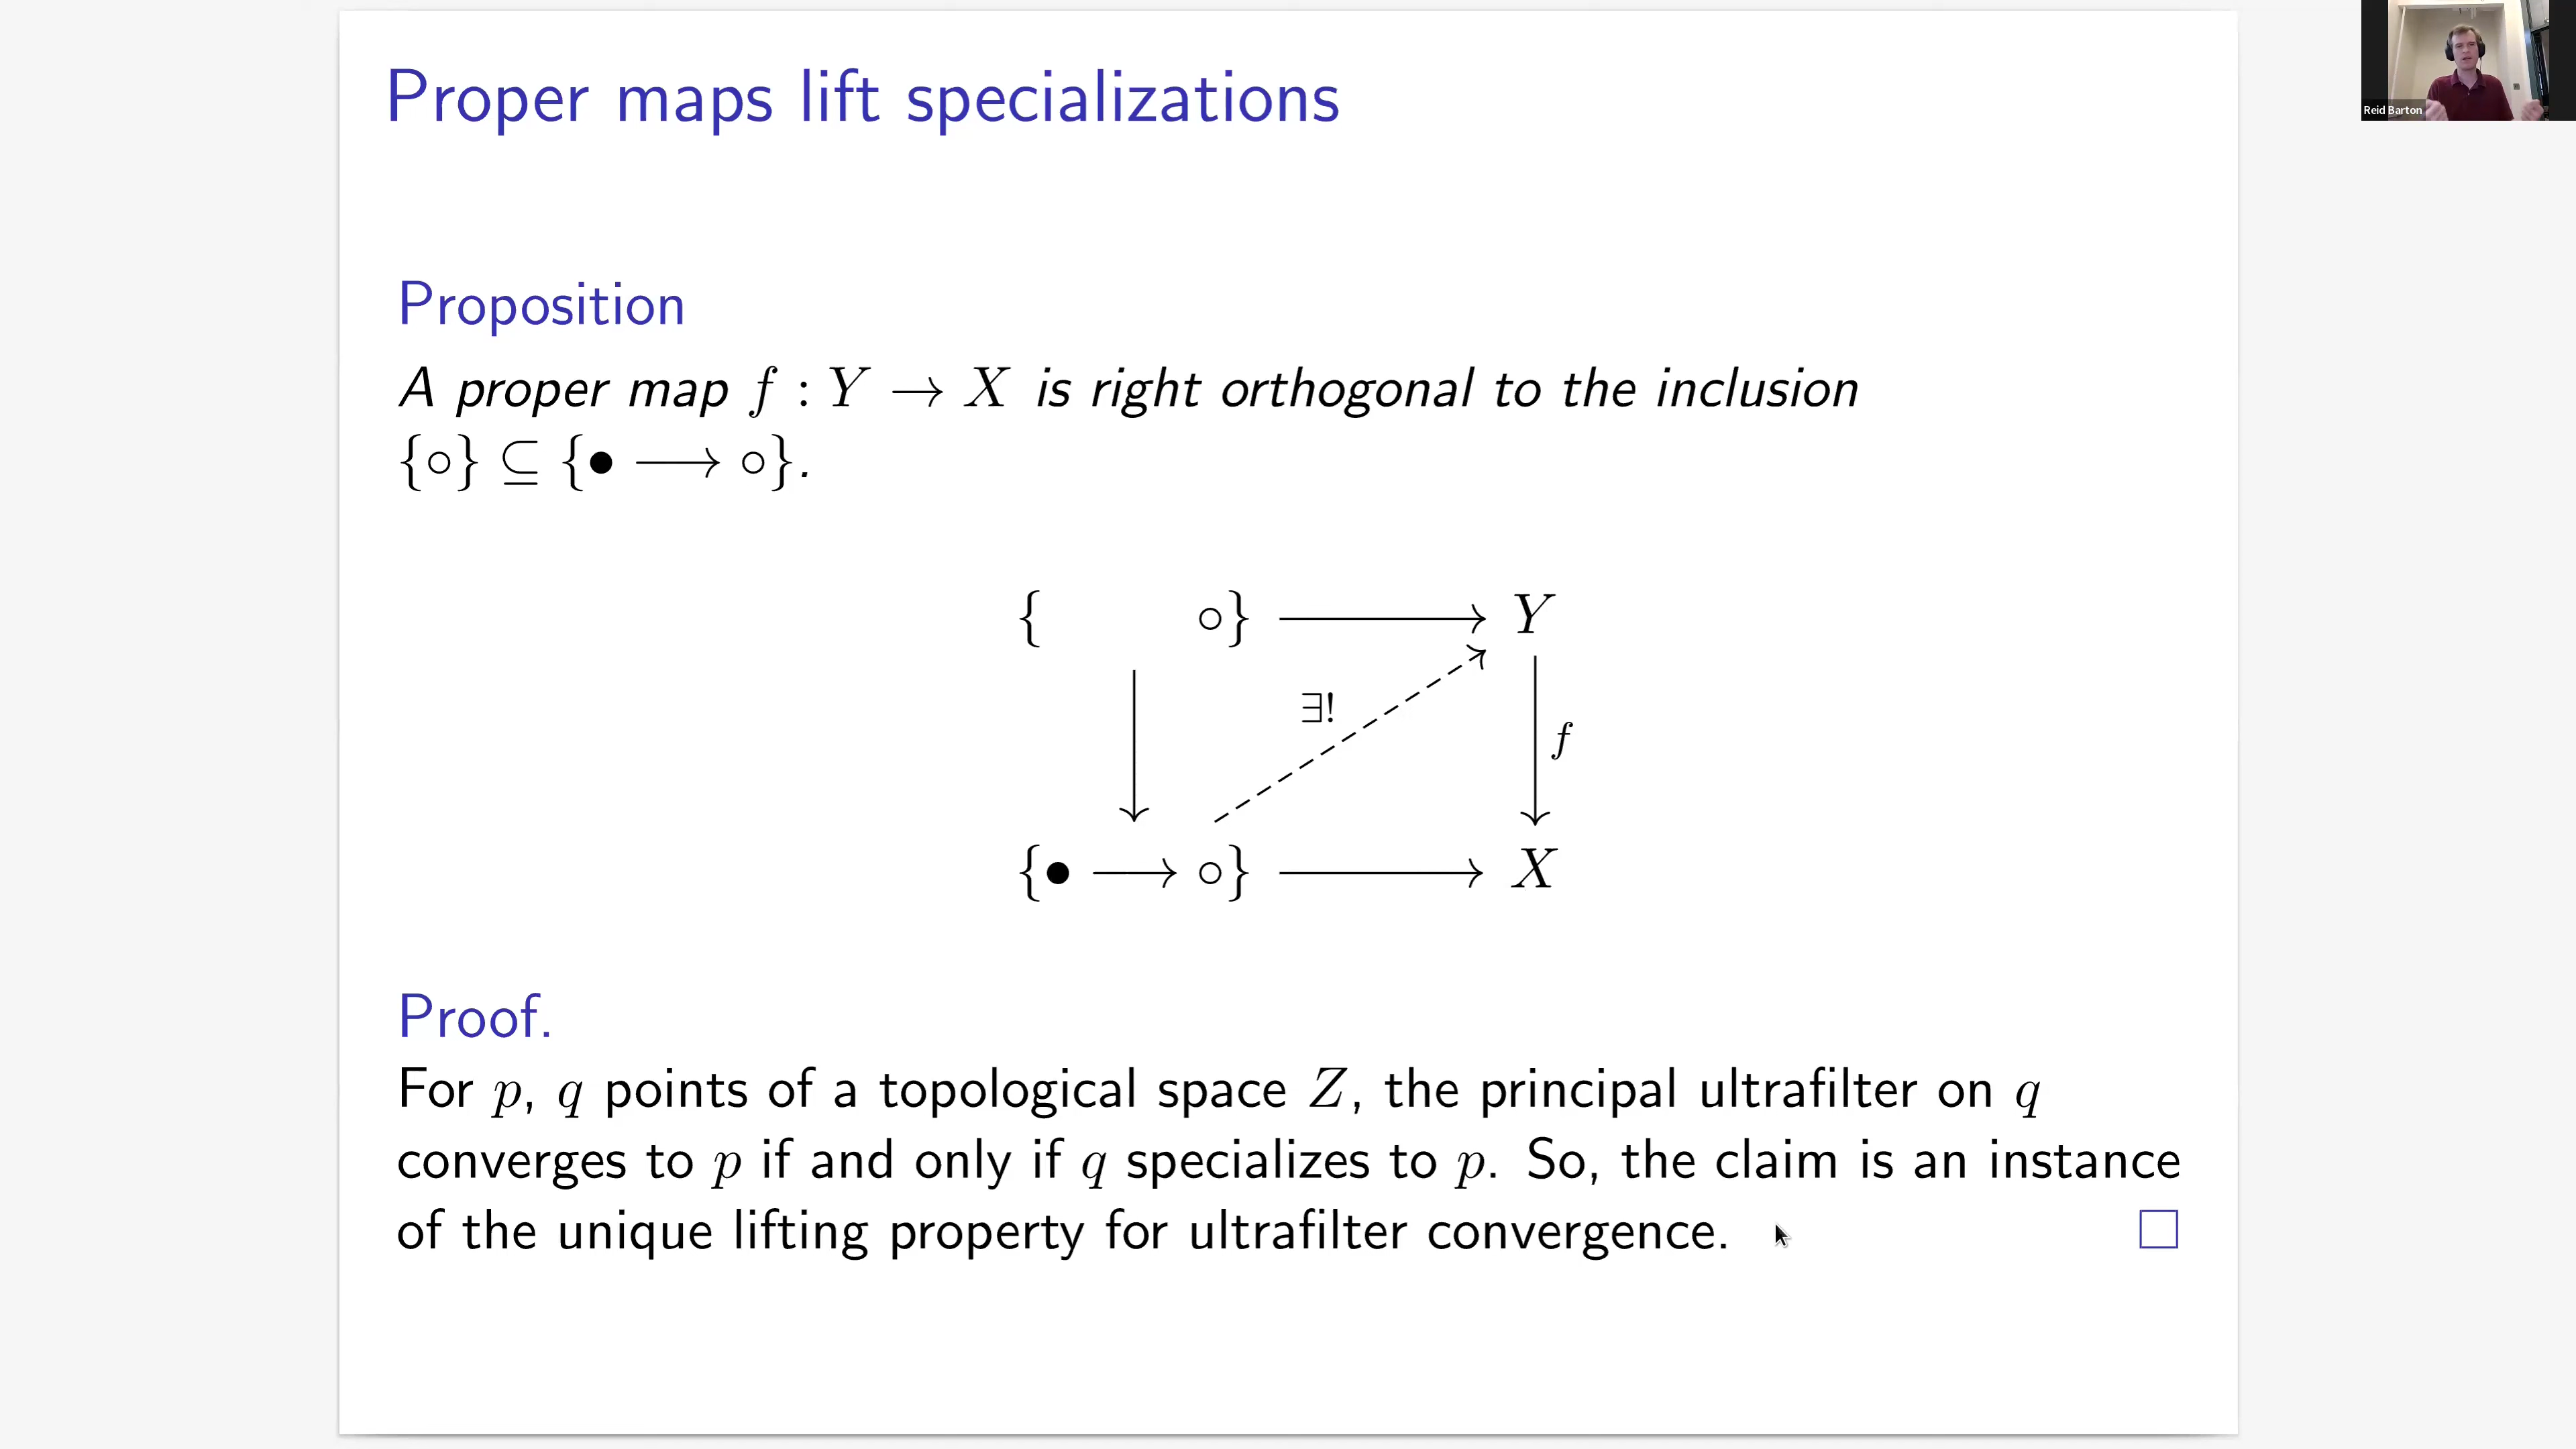 Proper maps lift specializations
Reid Barton
Proposition
A proper map f : Y → X is right orthogonal to the inclusion
{○} ⊆ {● ⟶ ○}.
{ ○} ⟶ Y
∃!
f
{● ⟶ ○} ⟶ X
Proof.
For p, q points of a topological space Z, the principal ultrafilter on q
converges to p if and only if q specializes to p. So, the claim is an instance
of the unique lifting property for ultrafilter convergence. □